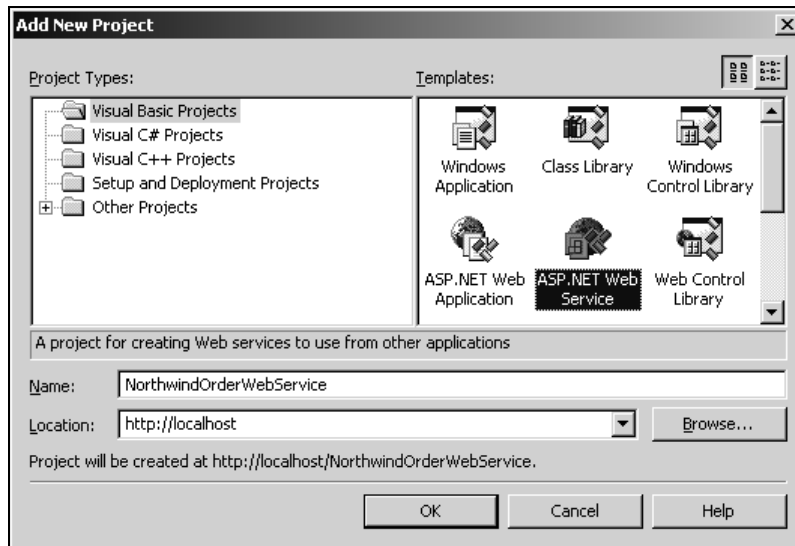 Add New Project
Project Types:
Templates:
Visual Basic Projects
Visual C# Projects
Visual C++ Projects
Setup and Deployment Projects
Other Projects
Windows
Application
Class Library
Windows
Control Library
ASP.NET Web
Application
ASP.NET Web
Service
Web Control
Library
A project for creating Web services to use from other applications
Name:
NorthwindOrderWebService
Location:
http://localhost
Browse...
Project will be created at http://localhost/NorthwindOrderWebService.
OK
Cancel
Help